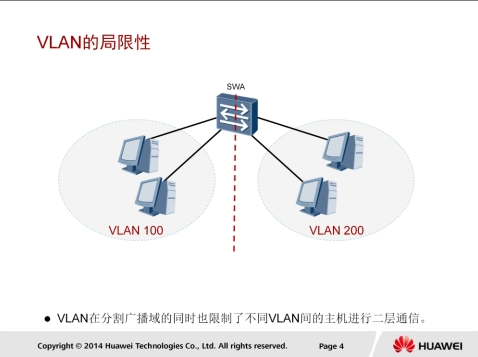 VLAN的局限性
SWA
VLAN 100
VLAN 200
● VLAN在分割广播域的同时也限制了不同VLAN间的主机进行二层通信。
Copyright © 2014 Huawei Technologies Co., Ltd. All rights reserved.
Page 4
HUAWEI